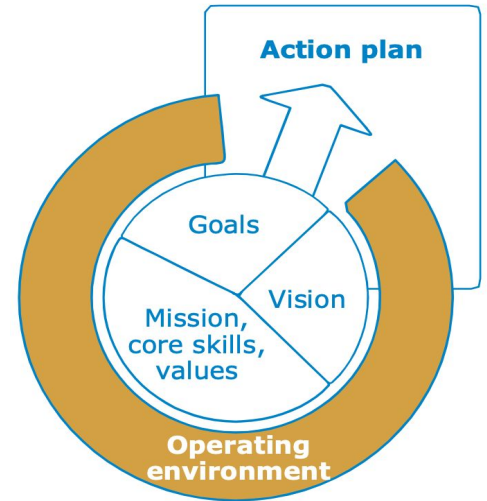 Action plan
Goals
Vision
Mission,
core skills,
values
Operating
environment